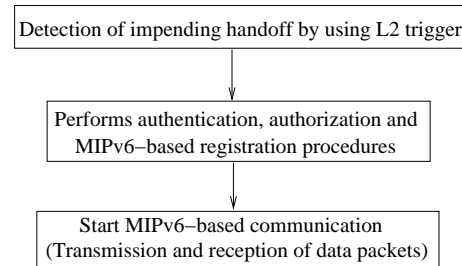 Detection of impending handoff by using L2 trigger
Performs authentication, authorization and
MIPv6−based registration procedures
Start MIPv6−based communication
(Transmission and reception of data packets)